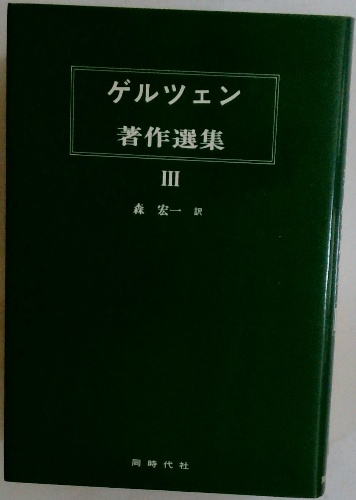 ゲルツェン
著作選集
III
森 宏一 訳
同時代社